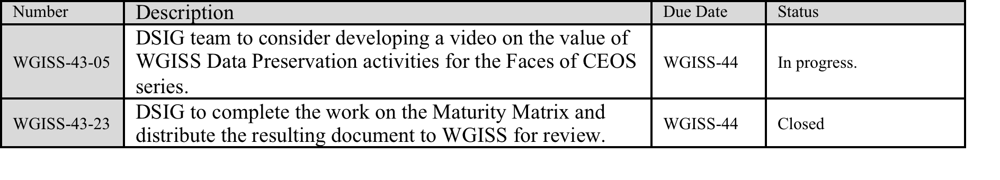 Number Description Due Date Status
DSIG team to consider developing a video on the value of
WGISS-43-05 WGISS Data Preservation activities for the Faces of CEOS WGISS-44 In progress.
series.
DSIG to complete the work on the Maturity Matrix and
WGISS-43-23 WGISS-44 Closed
distribute the resulting document to WGISS for review.